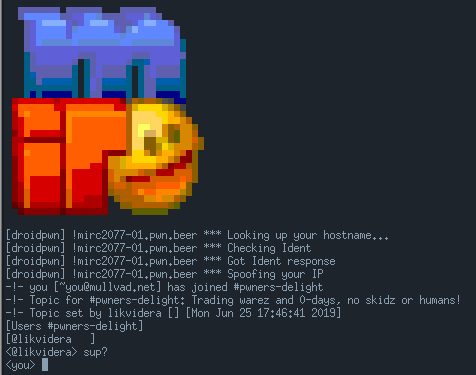 m
IRC
[droidpwn] !mirc2077-01.pwn.beer *** Looking up your hostname...
[droidpwn] !mirc2077-01.pwn.beer *** Checking Ident
[droidpwn] !mirc2077-01.pwn.beer *** Got Ident response
[droidpwn] !mirc2077-01.pwn.beer *** Spoofing your IP
-!- you [~you@mullvad.net] has joined #pwners-delight
-!- Topic for #pwners-delight: Trading warez and 0-days, no skidz or humans!
-!- Topic set by likvidera [] [Mon Jun 25 17:46:41 2019]
[Users #pwners-delight]
[@likvidera   ]
<@likvidera> sup?
<you>